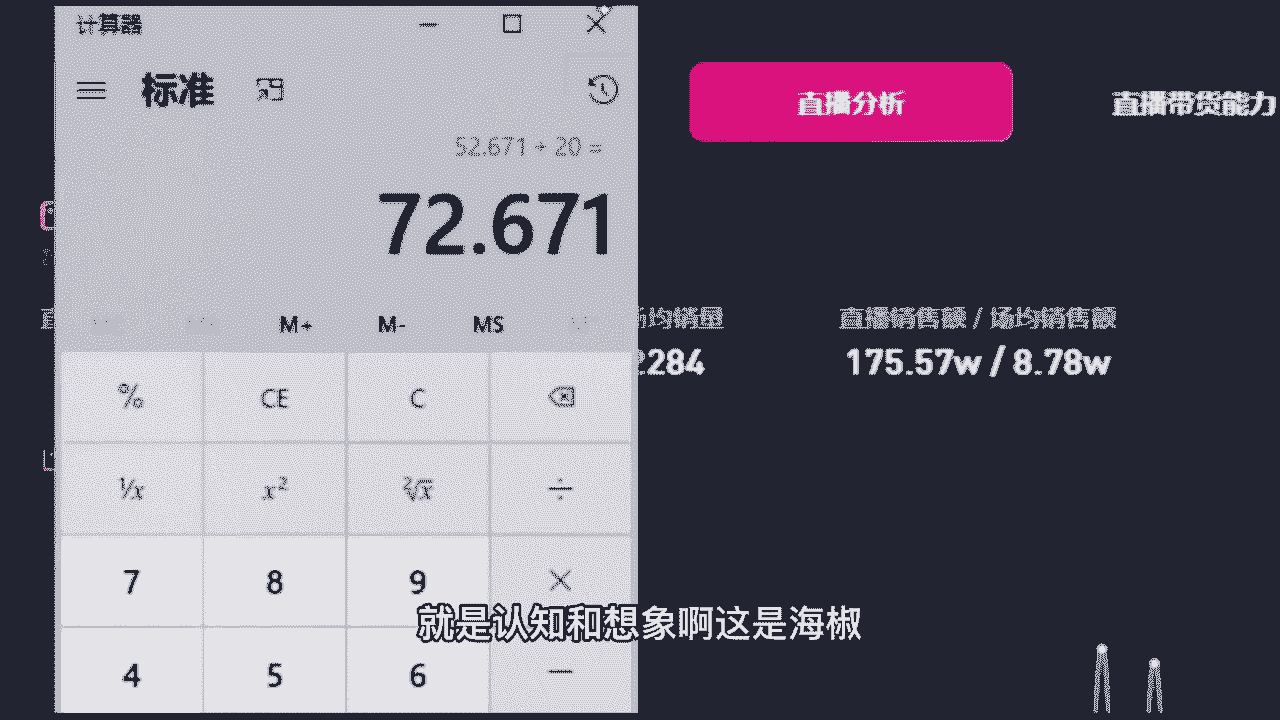 计算器
标准
52.671 + 20 =
72.671
M+ M- MS
% CE C
¹/x x² ²√x ÷
7 8 9 ×
4 5 6 −
直播分析
直播带货能力
场均销量
2284
直播销售额 / 场均销售额
175.57w / 8.78w
就是认知和想象啊这是海椒